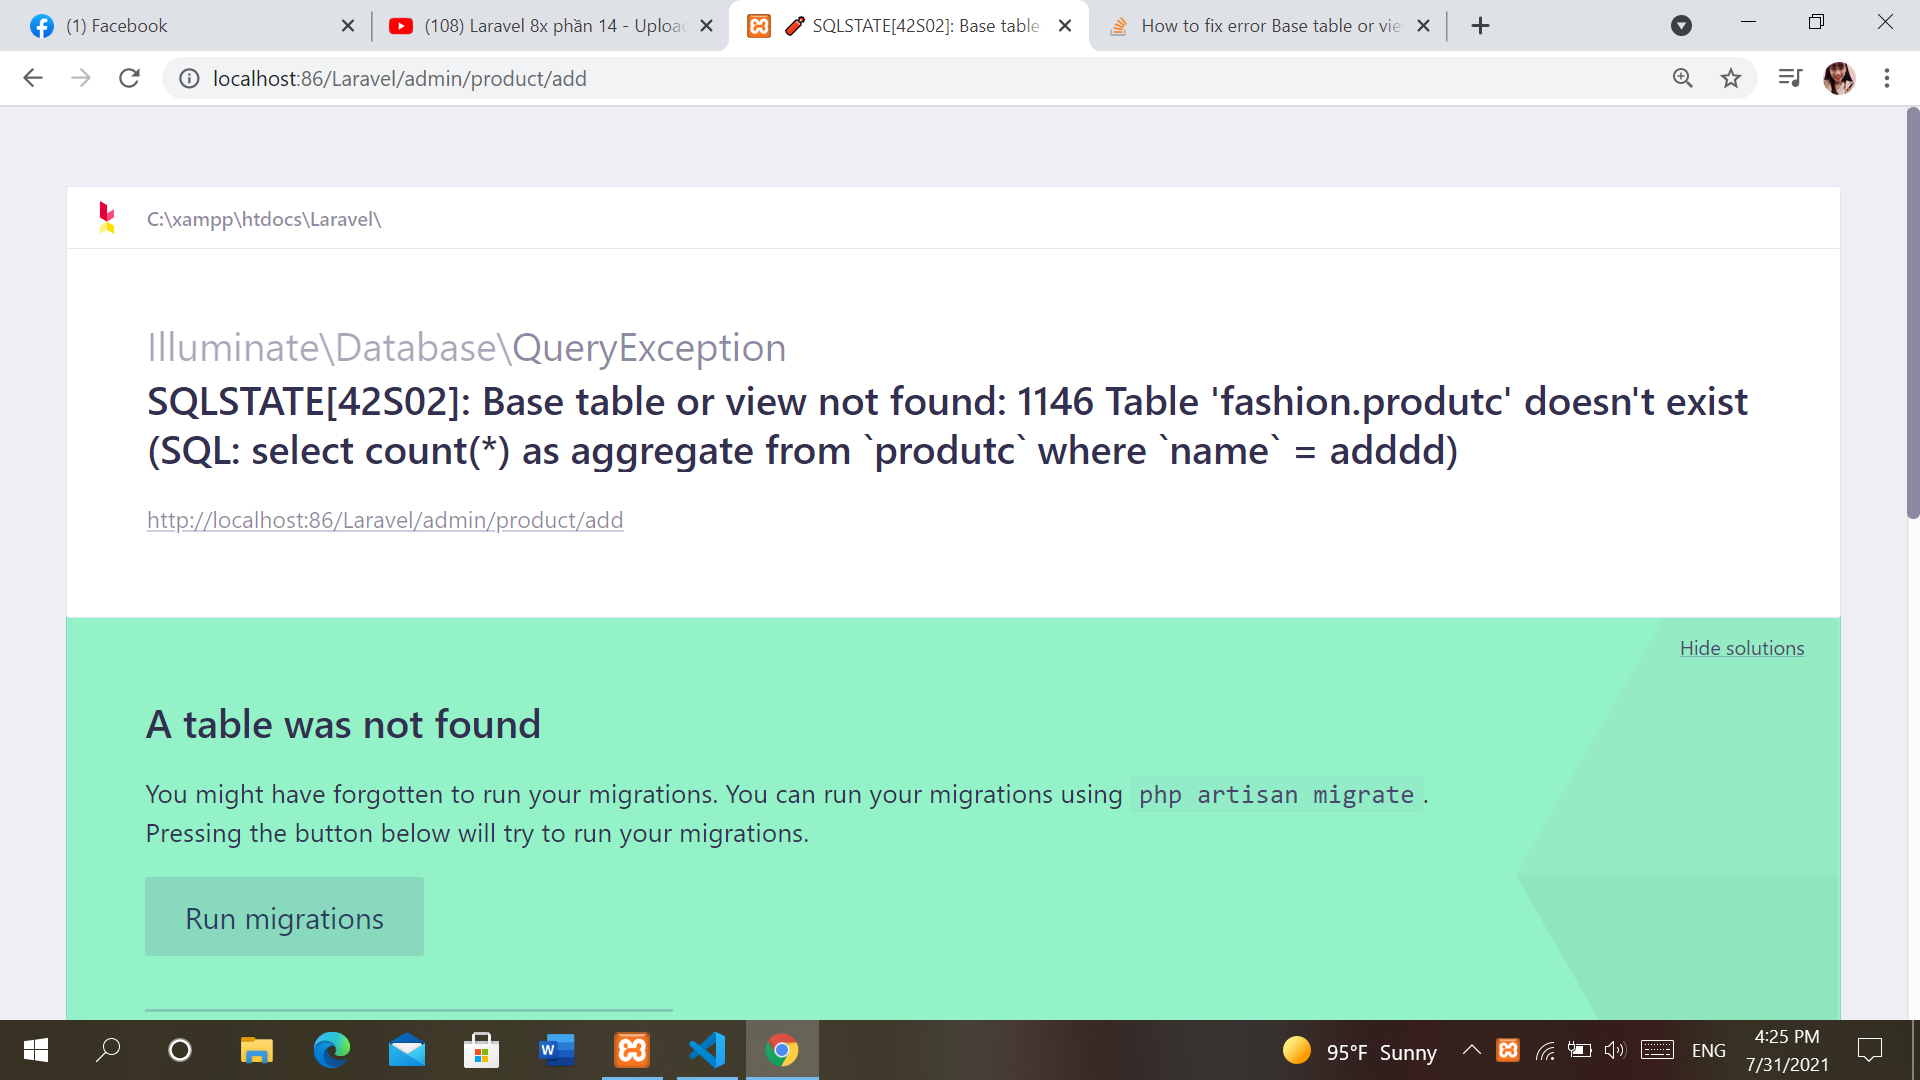 (1) Facebook
(108) Laravel 8x phần 14 - Uploa
SQLSTATE[42S02]: Base table
How to fix error Base table or vie
localhost:86/Laravel/admin/product/add
C:\xampp\htdocs\Laravel\
Illuminate\Database\QueryException
SQLSTATE[42S02]: Base table or view not found: 1146 Table 'fashion.produtc' doesn't exist
(SQL: select count(*) as aggregate from `produtc` where `name` = adddd)
http://localhost:86/Laravel/admin/product/add
Hide solutions
A table was not found
You might have forgotten to run your migrations. You can run your migrations using php artisan migrate.
Pressing the button below will try to run your migrations.
Run migrations
95°F Sunny
ENG
4:25 PM
7/31/2021